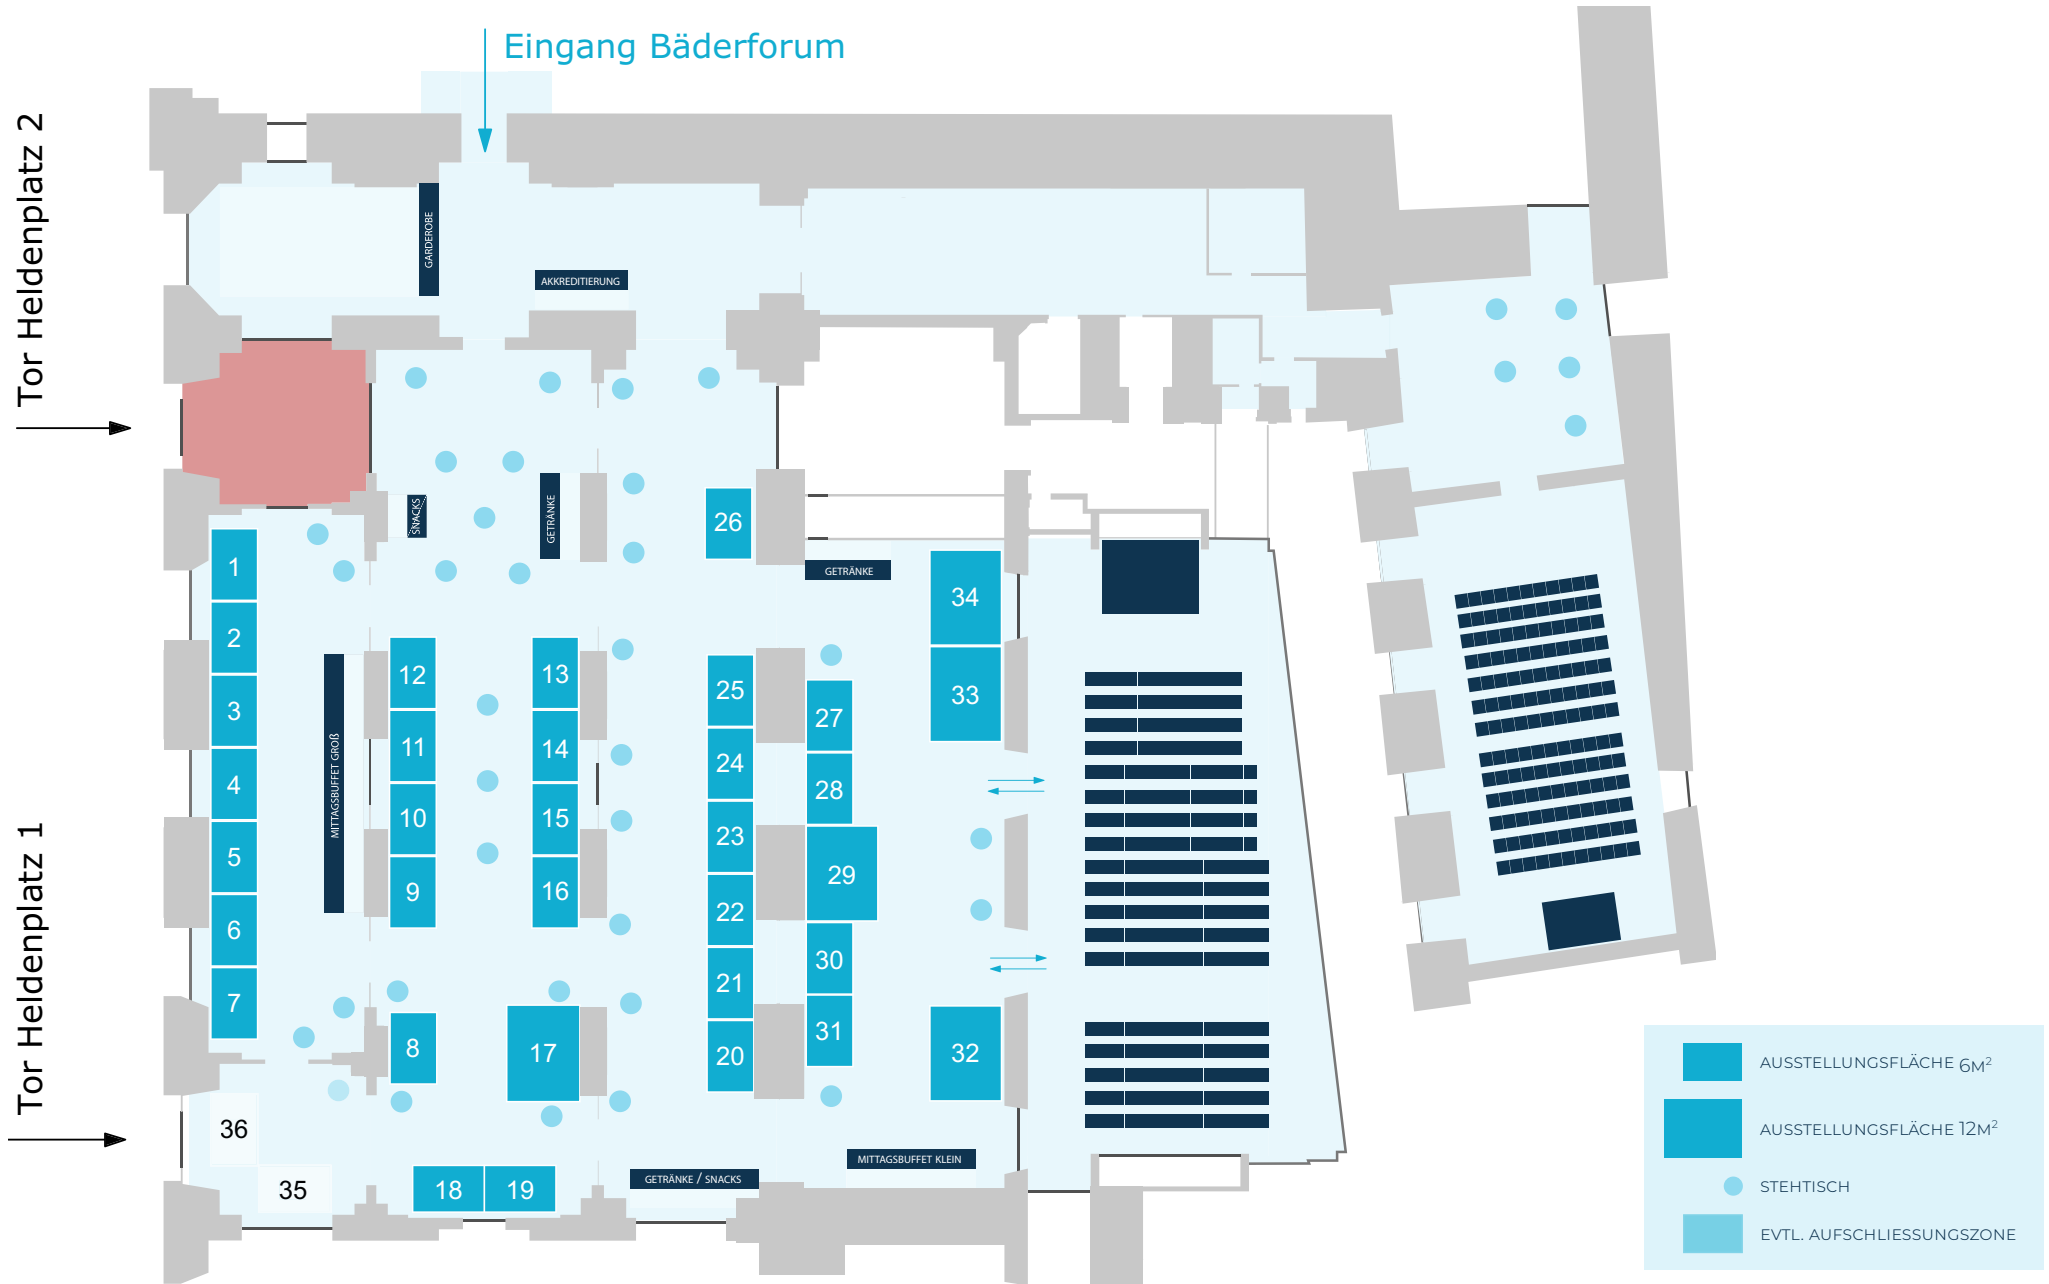 Eingang Bäderforum
Tor Heldenplatz 2
GARDEROBE
AKKREDITIERUNG
SNACKS
GETRÄNKE
26
1
GETRÄNKE
34
2
12
13
25
33
3
27
11
14
24
28
4
MITTAGSBUFFET GROß
10
15
23
5
29
9
16
22
6
30
21
7
31
8
17
20
32
Tor Heldenplatz 1
36
35
18
19
GETRÄNKE / SNACKS
MITTAGSBUFFET KLEIN
AUSSTELLUNGSFLÄCHE 6M²
AUSSTELLUNGSFLÄCHE 12M²
STEHTISCH
EVTL. AUFSCHLIESSUNGSZONE